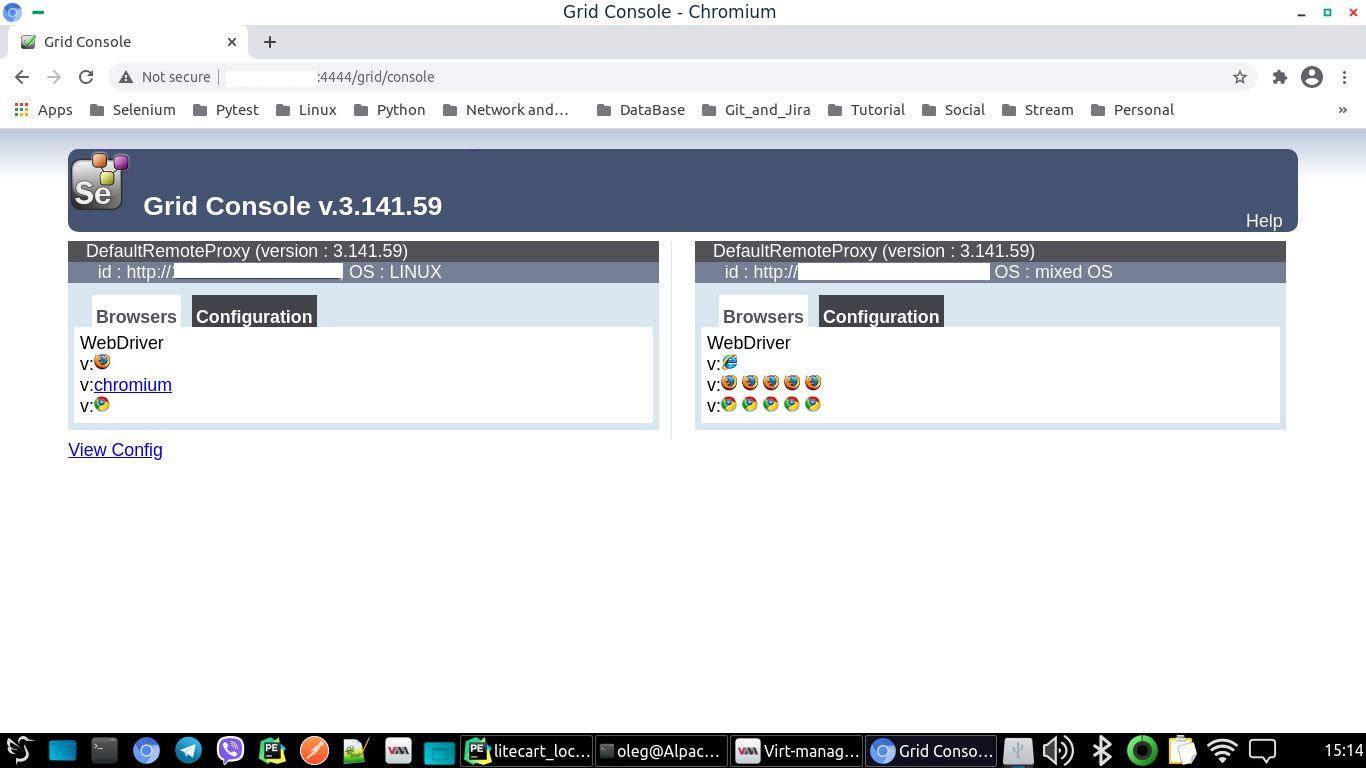 Grid Console - Chromium
Grid Console
Not secure :4444/grid/console
Apps Selenium Pytest Linux Python Network and… DataBase Git_and_Jira Tutorial Social Stream Personal »
Se
Grid Console v.3.141.59
Help
DefaultRemoteProxy (version : 3.141.59)
id : http:// OS : LINUX
Browsers Configuration
WebDriver
v:
v:chromium
v:
DefaultRemoteProxy (version : 3.141.59)
id : http:// OS : mixed OS
Browsers Configuration
WebDriver
v:
v:
v:
View Config
litecart_loc… oleg@Alpac… Virt-manag… Grid Conso… 15:14